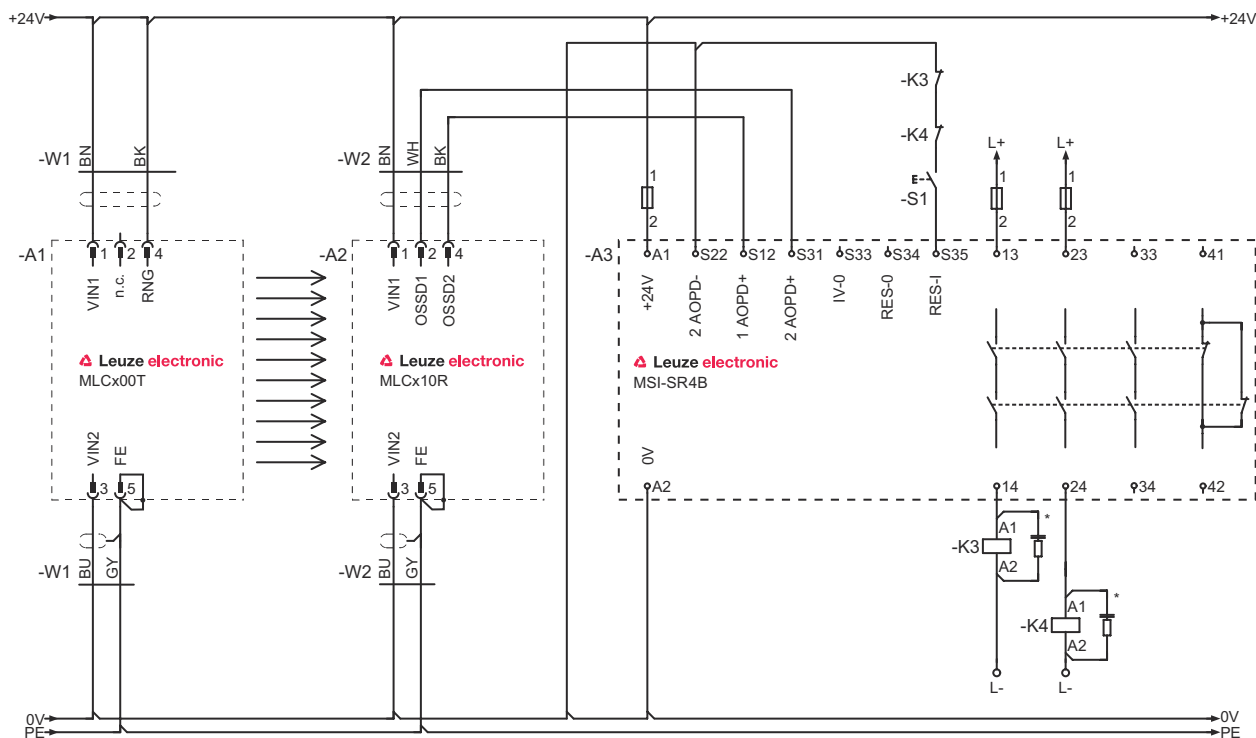 +24V
+24V
-K3
-K4
L+
L+
-W1
BN
BK
-W2
BN
WH
BK
1
2
E
-S1
1
2
1
2
-A1
1
2
4
-A2
1
2
4
-A3
A1
S22
S12
S31
S33
S34
S35
13
23
33
41
VIN1
n.c.
RNG
VIN1
OSSD1
OSSD2
+24V
2 AOPD-
1 AOPD+
2 AOPD+
IV-0
RES-0
RES-I
Leuze electronic
MLCx00T
Leuze electronic
MLCx10R
Leuze electronic
MSI-SR4B
VIN2
FE
VIN2
FE
0V
3
5
3
5
A2
14
24
34
42
-K3
A1
A2
*
-W1
BU
GY
-W2
BU
GY
-K4
A1
A2
*
L-
L-
0V
0V
PE
PE